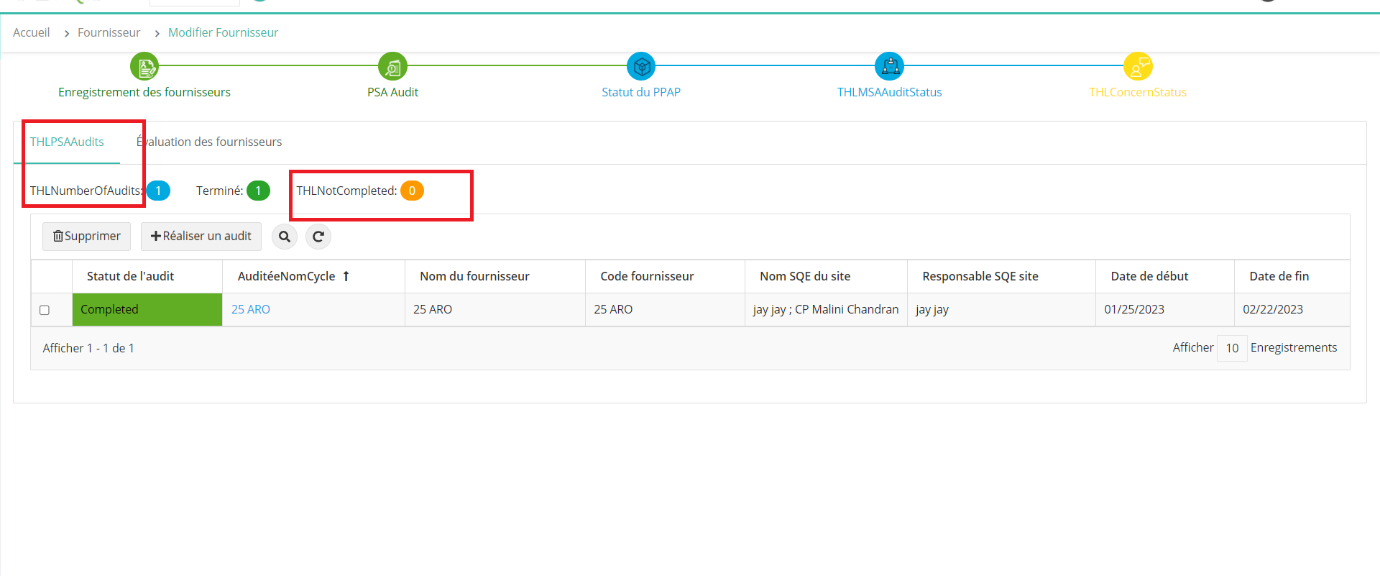 Accueil > Fournisseur > Modifier Fournisseur
Enregistrement des fournisseurs PSA Audit Statut du PPAP THLMSAAuditStatus THLConcernStatus
THLPSAAudits Évaluation des fournisseurs
THLNumberOfAudits: 1 Terminé: 1 THLNotCompleted: 0
Supprimer +Réaliser un audit
Statut de l'audit AuditéeNomCycle ↑ Nom du fournisseur Code fournisseur Nom SQE du site Responsable SQE site Date de début Date de fin
Completed 25 ARO 25 ARO 25 ARO jay jay ; CP Malini Chandran jay jay 01/25/2023 02/22/2023
Afficher 1 - 1 de 1 Afficher 10 Enregistrements